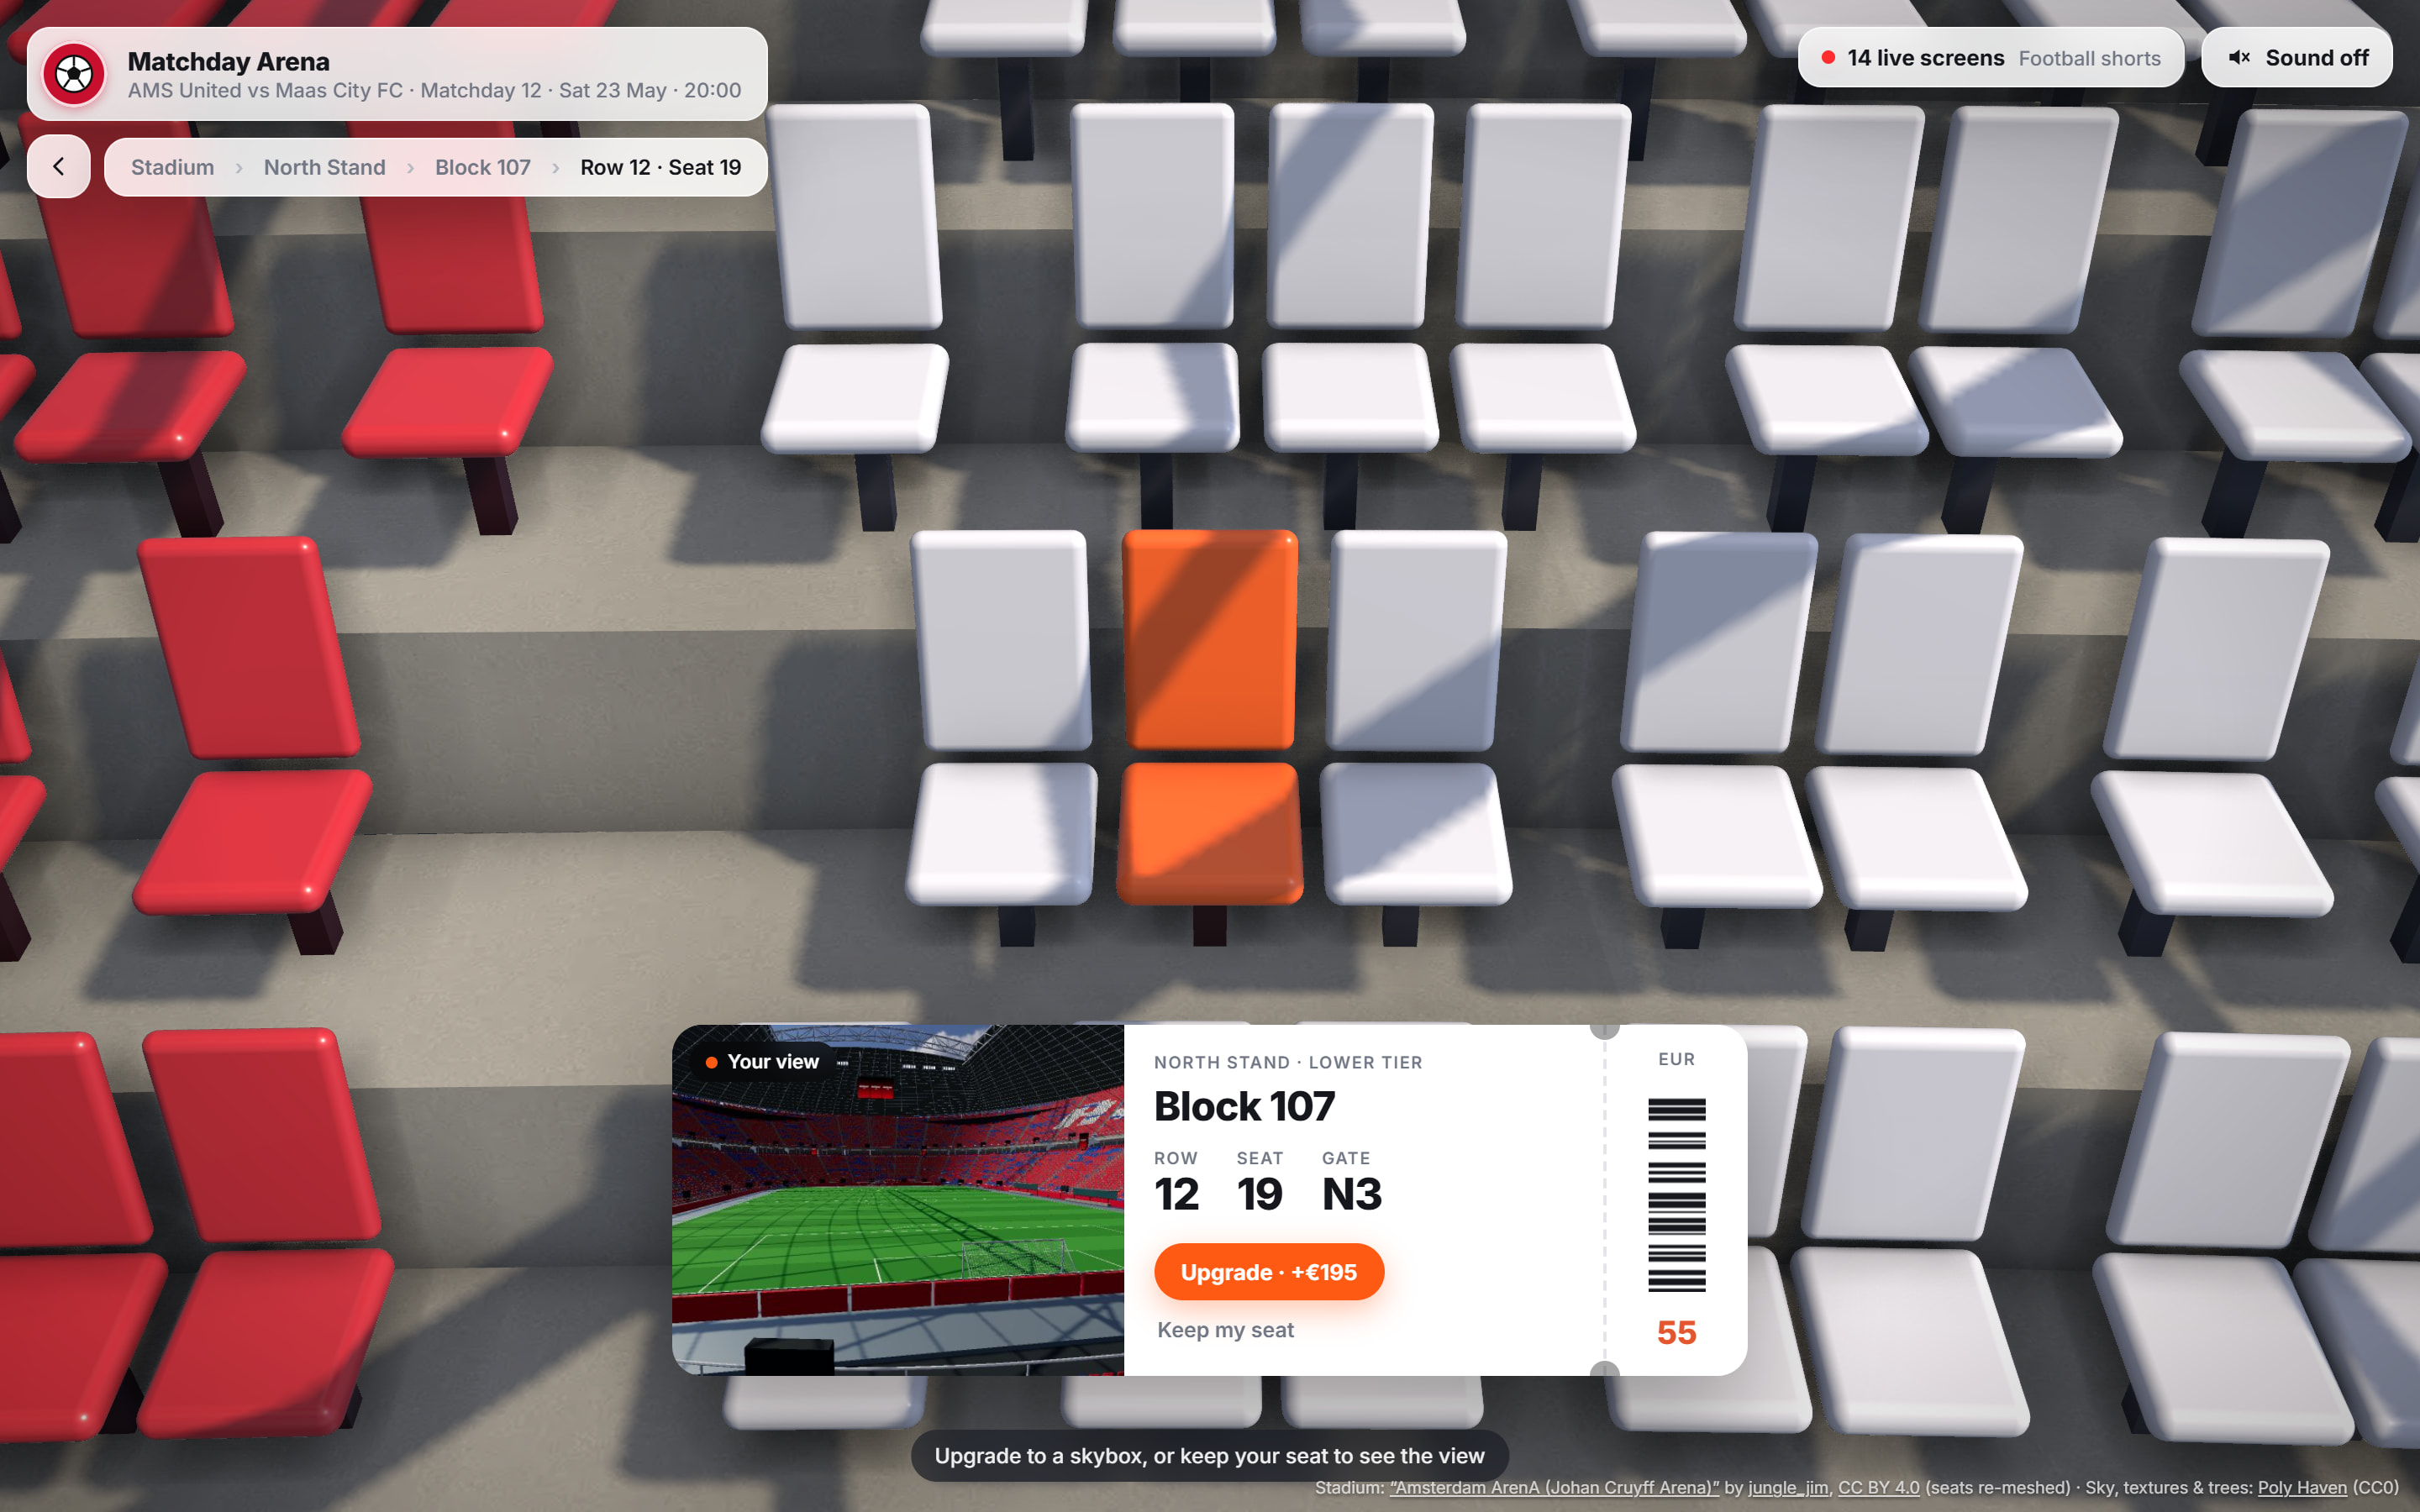 Matchday Arena
AMS United vs Maas City FC · Matchday 12 · Sat 23 May · 20:00
14 live screens Football shorts
Sound off
Stadium › North Stand › Block 107 › Row 12 · Seat 19
Your view
NORTH STAND · LOWER TIER
Block 107
ROW SEAT GATE
12 19 N3
Upgrade · +€195
Keep my seat
EUR
55
Upgrade to a skybox, or keep your seat to see the view
Stadium: “Amsterdam ArenA (Johan Cruyff Arena)” by jungle_jim, CC BY 4.0 (seats re-meshed) · Sky, textures & trees: Poly Haven (CC0)